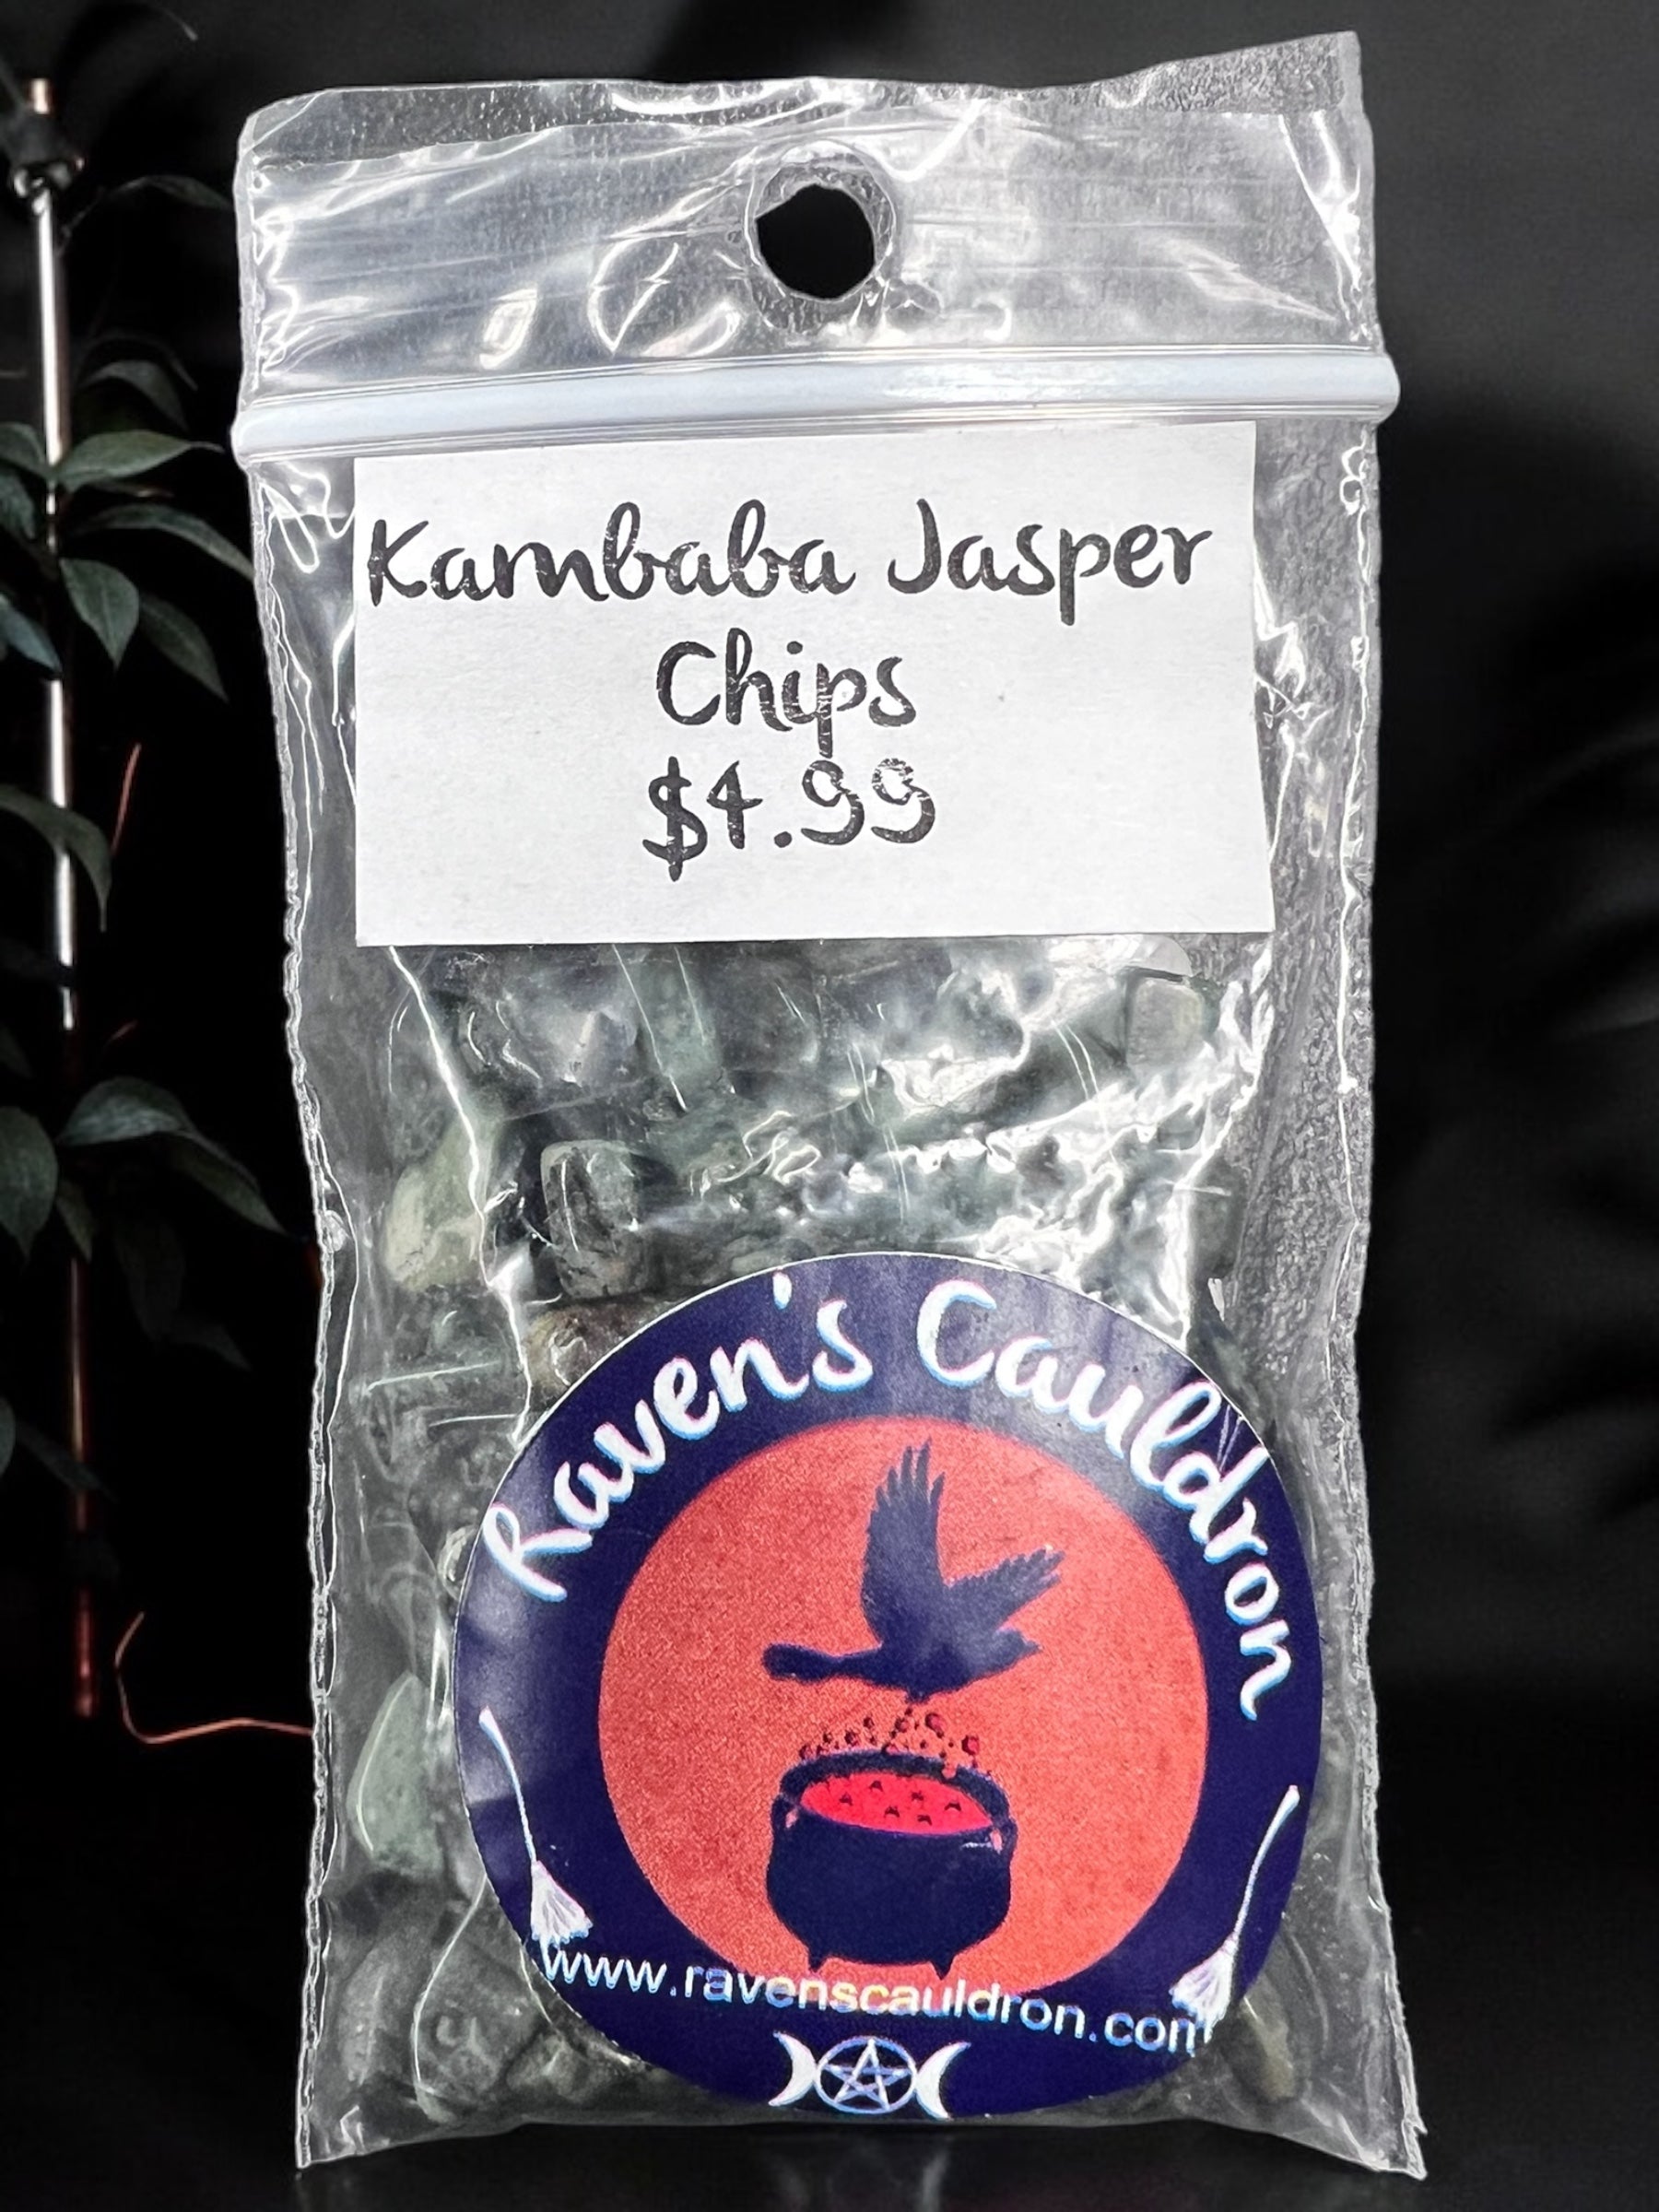 Kambaba Jasper
Chips
$4.99
Raven's Cauldron
www.ravenscauldron.com